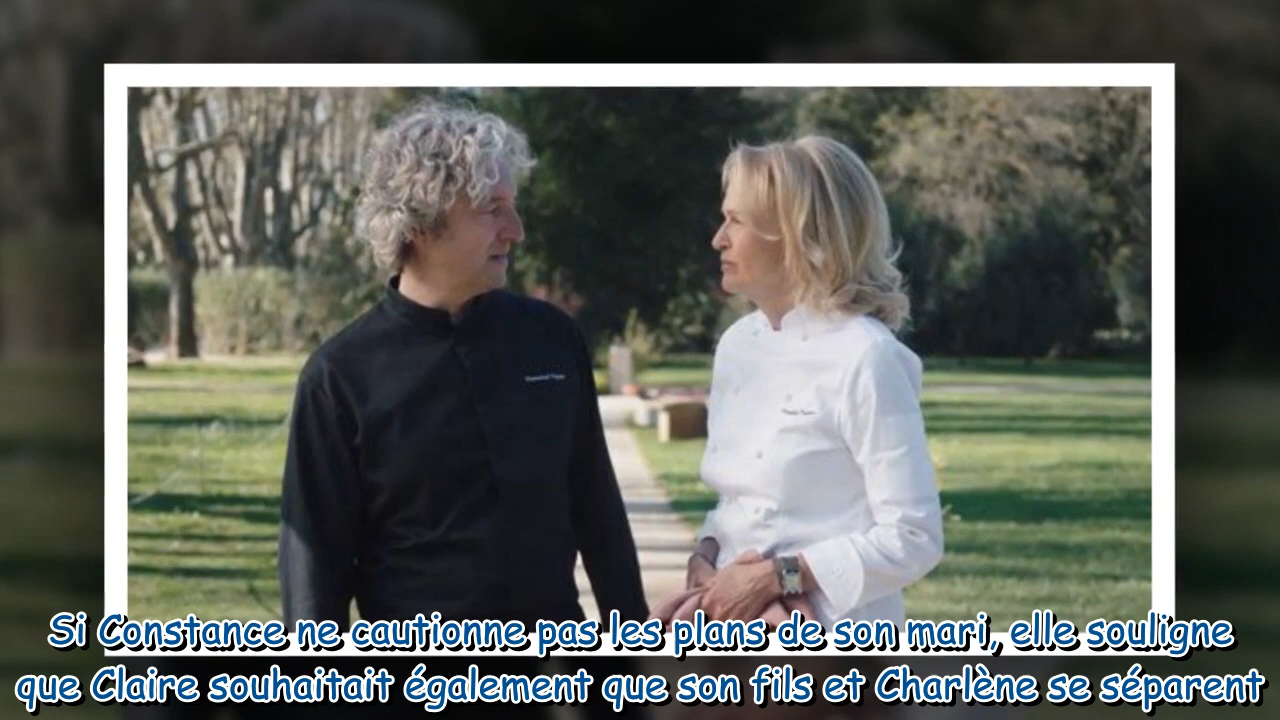 Si Constance ne cautionne pas les plans de son mari, elle souligne
que Claire souhaitait également que son fils et Charlène se séparent